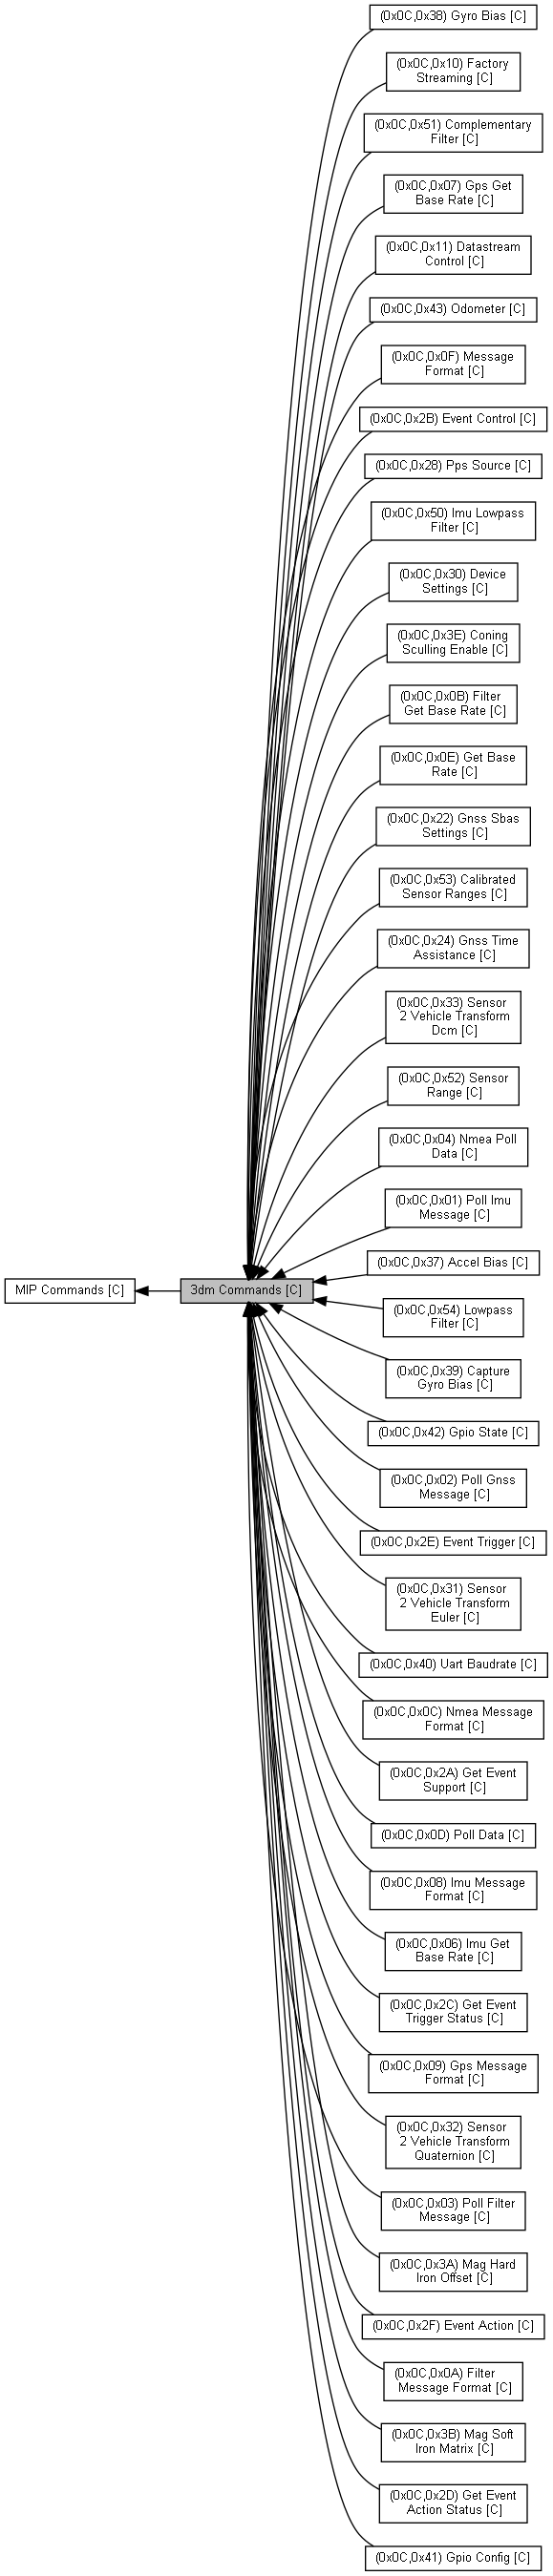 (0x0C,0x38) Gyro Bias [C]
(0x0C,0x10) Factory
Streaming [C]
(0x0C,0x51) Complementary
Filter [C]
(0x0C,0x07) Gps Get
Base Rate [C]
(0x0C,0x11) Datastream
Control [C]
(0x0C,0x43) Odometer [C]
(0x0C,0x0F) Message
Format [C]
(0x0C,0x2B) Event Control [C]
(0x0C,0x28) Pps Source [C]
(0x0C,0x50) Imu Lowpass
Filter [C]
(0x0C,0x30) Device
Settings [C]
(0x0C,0x3E) Coning
Sculling Enable [C]
(0x0C,0x0B) Filter
Get Base Rate [C]
(0x0C,0x0E) Get Base
Rate [C]
(0x0C,0x22) Gnss Sbas
Settings [C]
(0x0C,0x53) Calibrated
Sensor Ranges [C]
(0x0C,0x24) Gnss Time
Assistance [C]
(0x0C,0x33) Sensor
2 Vehicle Transform
Dcm [C]
(0x0C,0x52) Sensor
Range [C]
(0x0C,0x04) Nmea Poll
Data [C]
(0x0C,0x01) Poll Imu
Message [C]
(0x0C,0x37) Accel Bias [C]
MIP Commands [C]
3dm Commands [C]
(0x0C,0x54) Lowpass
Filter [C]
(0x0C,0x39) Capture
Gyro Bias [C]
(0x0C,0x42) Gpio State [C]
(0x0C,0x02) Poll Gnss
Message [C]
(0x0C,0x2E) Event Trigger [C]
(0x0C,0x31) Sensor
2 Vehicle Transform
Euler [C]
(0x0C,0x40) Uart Baudrate [C]
(0x0C,0x0C) Nmea Message
Format [C]
(0x0C,0x2A) Get Event
Support [C]
(0x0C,0x0D) Poll Data [C]
(0x0C,0x08) Imu Message
Format [C]
(0x0C,0x06) Imu Get
Base Rate [C]
(0x0C,0x2C) Get Event
Trigger Status [C]
(0x0C,0x09) Gps Message
Format [C]
(0x0C,0x32) Sensor
2 Vehicle Transform
Quaternion [C]
(0x0C,0x03) Poll Filter
Message [C]
(0x0C,0x3A) Mag Hard
Iron Offset [C]
(0x0C,0x2F) Event Action [C]
(0x0C,0x0A) Filter
Message Format [C]
(0x0C,0x3B) Mag Soft
Iron Matrix [C]
(0x0C,0x2D) Get Event
Action Status [C]
(0x0C,0x41) Gpio Config [C]